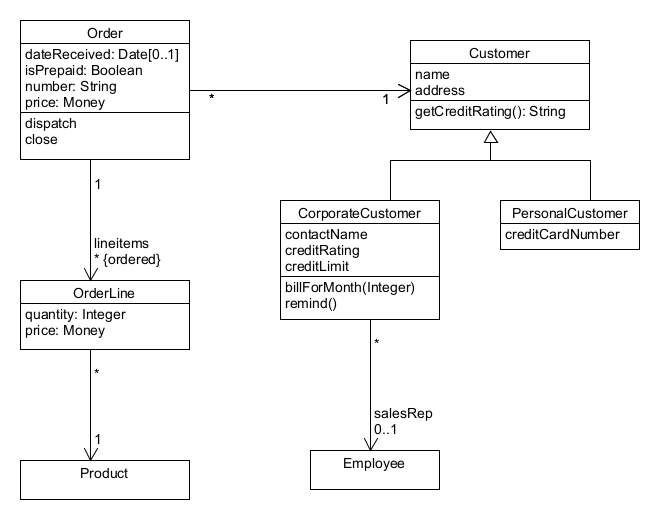 Order
dateReceived: Date[0..1]
isPrepaid: Boolean
number: String
price: Money
dispatch
close
* 1
Customer
name
address
getCreditRating(): String
1
lineitems
* {ordered}
CorporateCustomer
contactName
creditRating
creditLimit
billForMonth(Integer)
remind()
PersonalCustomer
creditCardNumber
OrderLine
quantity: Integer
price: Money
*
1
*
salesRep
0..1
Product
Employee